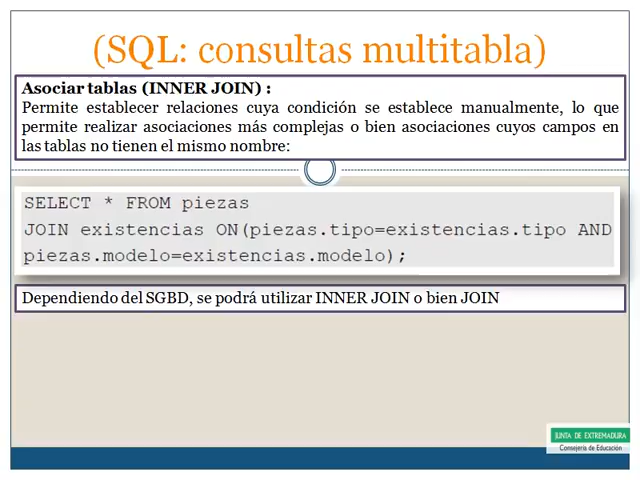 (SQL: consultas multitabla)
Asociar tablas (INNER JOIN) :
Permite establecer relaciones cuya condición se establece manualmente, lo que
permite realizar asociaciones más complejas o bien asociaciones cuyos campos en
las tablas no tienen el mismo nombre:
SELECT * FROM piezas
JOIN existencias ON(piezas.tipo=existencias.tipo AND
piezas.modelo=existencias.modelo);
Dependiendo del SGBD, se podrá utilizar INNER JOIN o bien JOIN
JUNTA DE EXTREMADURA
Consejería de Educación